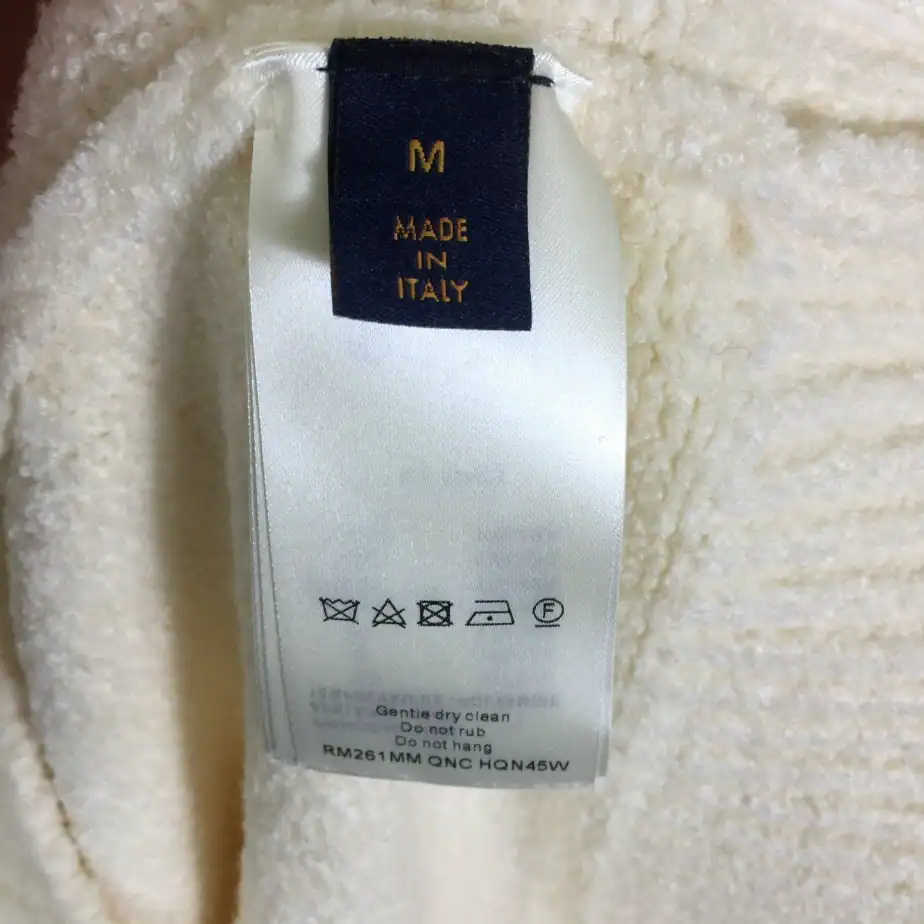 M
MADE
IN
ITALY
F
Gentle dry clean
Do not rub
Do not hang
RM261MM QNC HQN45W